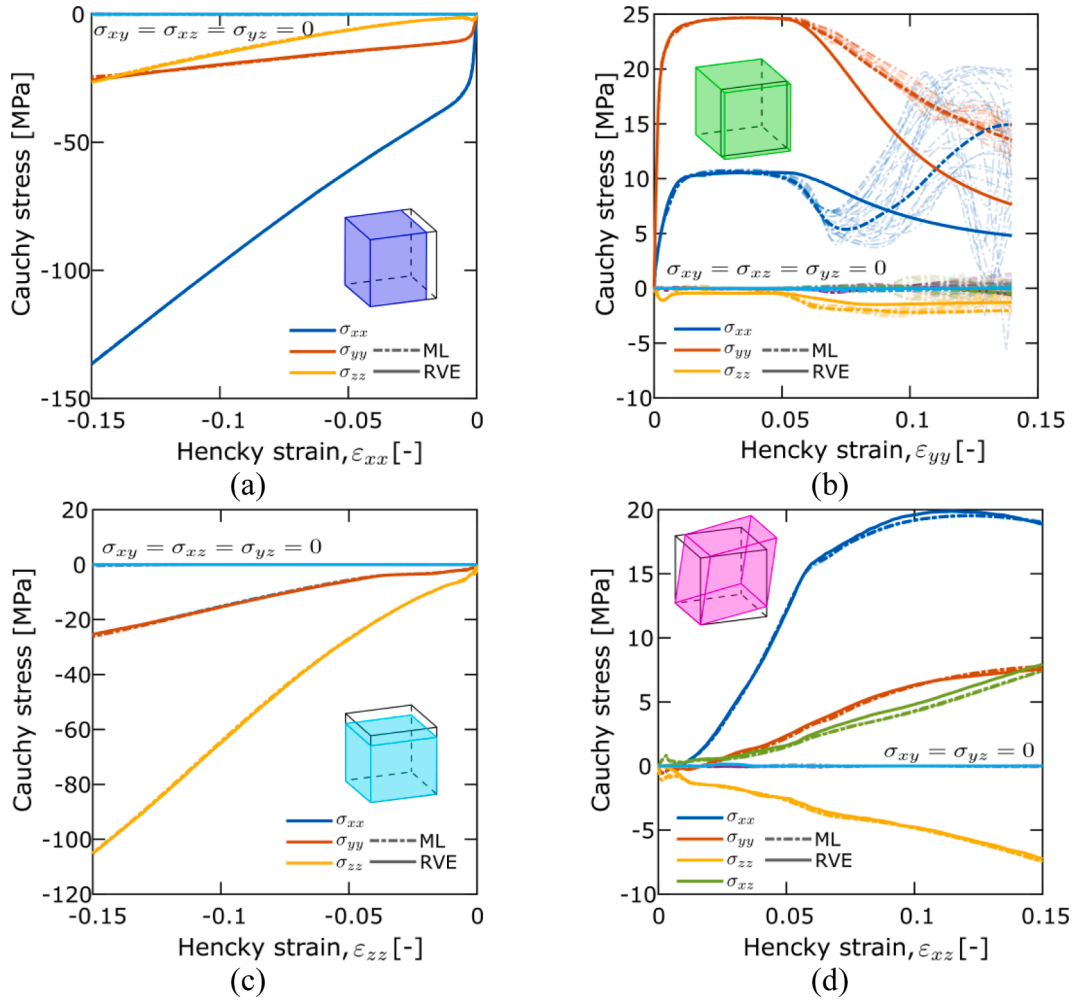 0
σxy = σxz = σyz = 0
-50
-100
-150
Cauchy stress [MPa]
σxx
σyy ML
σzz RVE
-0.15 -0.1 -0.05 0
Hencky strain, εxx [-]
(a)
25
20
15
10
5
0
-5
-10
Cauchy stress [MPa]
σxy = σxz = σyz = 0
σxx
σyy ML
σzz RVE
0 0.05 0.1 0.15
Hencky strain, εyy [-]
(b)
20
0
-20
-40
-60
-80
-100
-120
Cauchy stress [MPa]
σxy = σxz = σyz = 0
σxx
σyy ML
σzz RVE
-0.15 -0.1 -0.05 0
Hencky strain, εzz [-]
(c)
20
15
10
5
0
-5
-10
Cauchy stress [MPa]
σxy = σyz = 0
σxx
σyy ML
σzz RVE
σxz
0 0.05 0.1 0.15
Hencky strain, εxz [-]
(d)